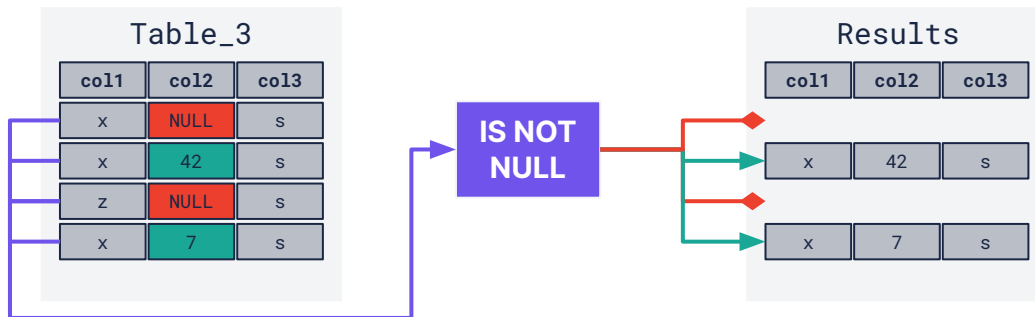 Table_3
col1 col2 col3
x NULL s
x 42 s
z NULL s
x 7 s
IS NOT
NULL
Results
col1 col2 col3
x 42 s
x 7 s